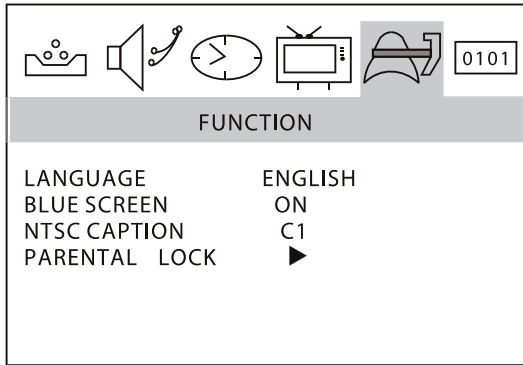 0101
FUNCTION
LANGUAGE ENGLISH
BLUE SCREEN ON
NTSC CAPTION C1
PARENTAL LOCK ▶